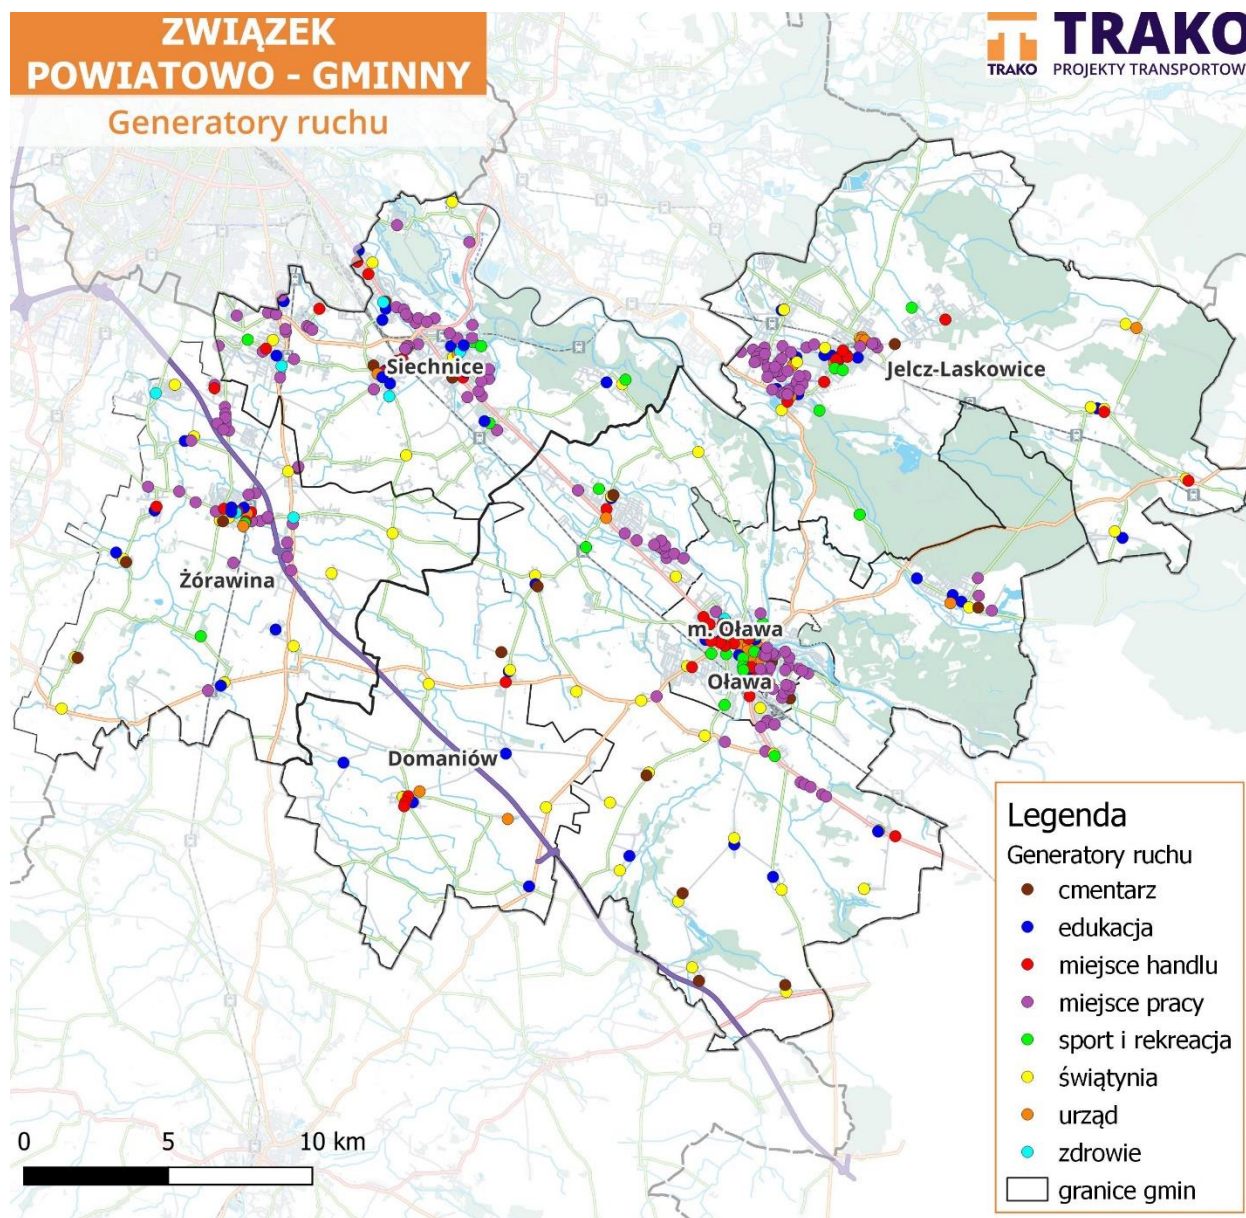 ZWIĄZEK
POWIATOWO - GMINNY
Generatory ruchu
TRAKO
TRAKO
PROJEKTY TRANSPORTOW
Siechnice
Jelcz-Laskowice
Żórawina
m. Oława
Oława
Domaniów
Legenda
Generatory ruchu
cmentarz
edukacja
miejsce handlu
miejsce pracy
sport i rekreacja
świątynia
urząd
zdrowie
granice gmin
0 5 10 km